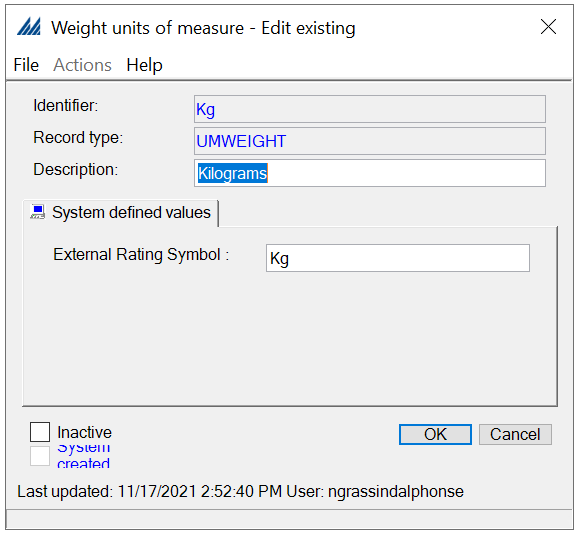 Weight units of measure - Edit existing
File Actions Help
Identifier: Kg
Record type: UMWEIGHT
Description: Kilograms
System defined values
External Rating Symbol : Kg
Inactive
System
created
OK Cancel
Last updated: 11/17/2021 2:52:40 PM User: ngrassindalphonse